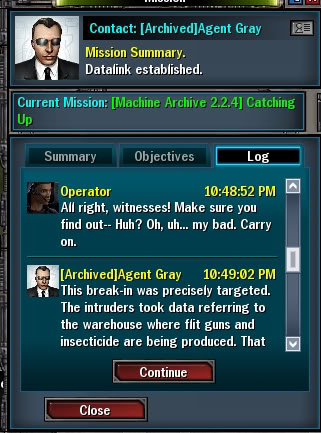 Mission
Contact: [Archived]Agent Gray
Mission Summary.
Datalink established.
Current Mission: [Machine Archive 2.2.4] Catching
Up
Summary Objectives Log
Operator 10:48:52 PM
All right, witnesses! Make sure you
find out-- Huh? Oh, uh... my bad. Carry
on.
[Archived]Agent Gray 10:49:02 PM
This break-in was precisely targeted.
The intruders took data referring to
the warehouse where flit guns and
insecticide are being produced. That
Continue
Close